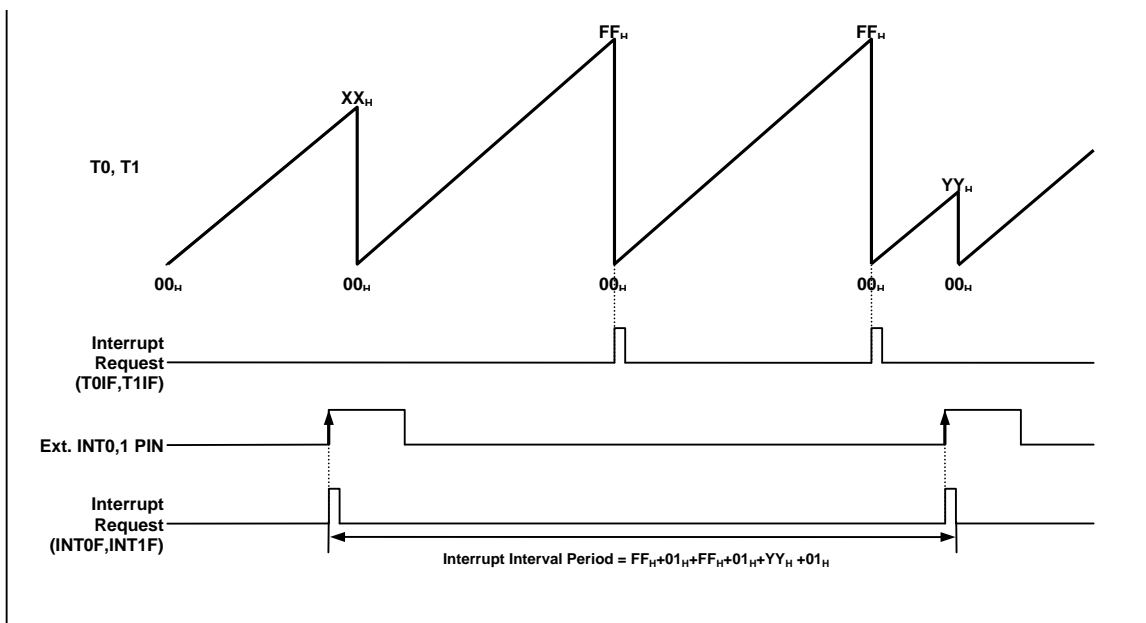 FFH FFH
XXH
T0, T1
YYH
00H 00H 00H 00H 00H
Interrupt
Request
(T0IF,T1IF)
Ext. INT0,1 PIN
Interrupt
Request
(INT0F,INT1F)
Interrupt Interval Period = FFH+01H+FFH+01H+YYH +01H